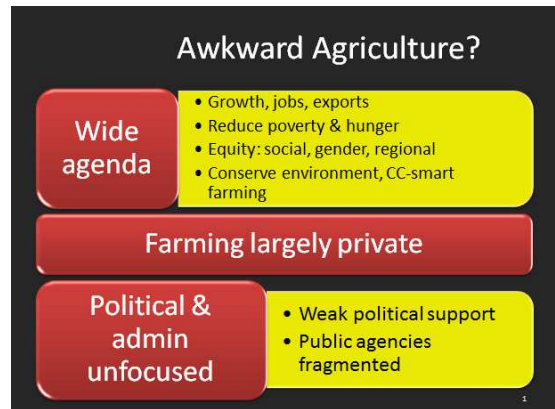 Awkward Agriculture?
Wide
agenda
• Growth, jobs, exports
• Reduce poverty & hunger
• Equity: social, gender, regional
• Conserve environment, CC-smart
farming
Farming largely private
Political &
admin
unfocused
• Weak political support
• Public agencies
fragmented
1